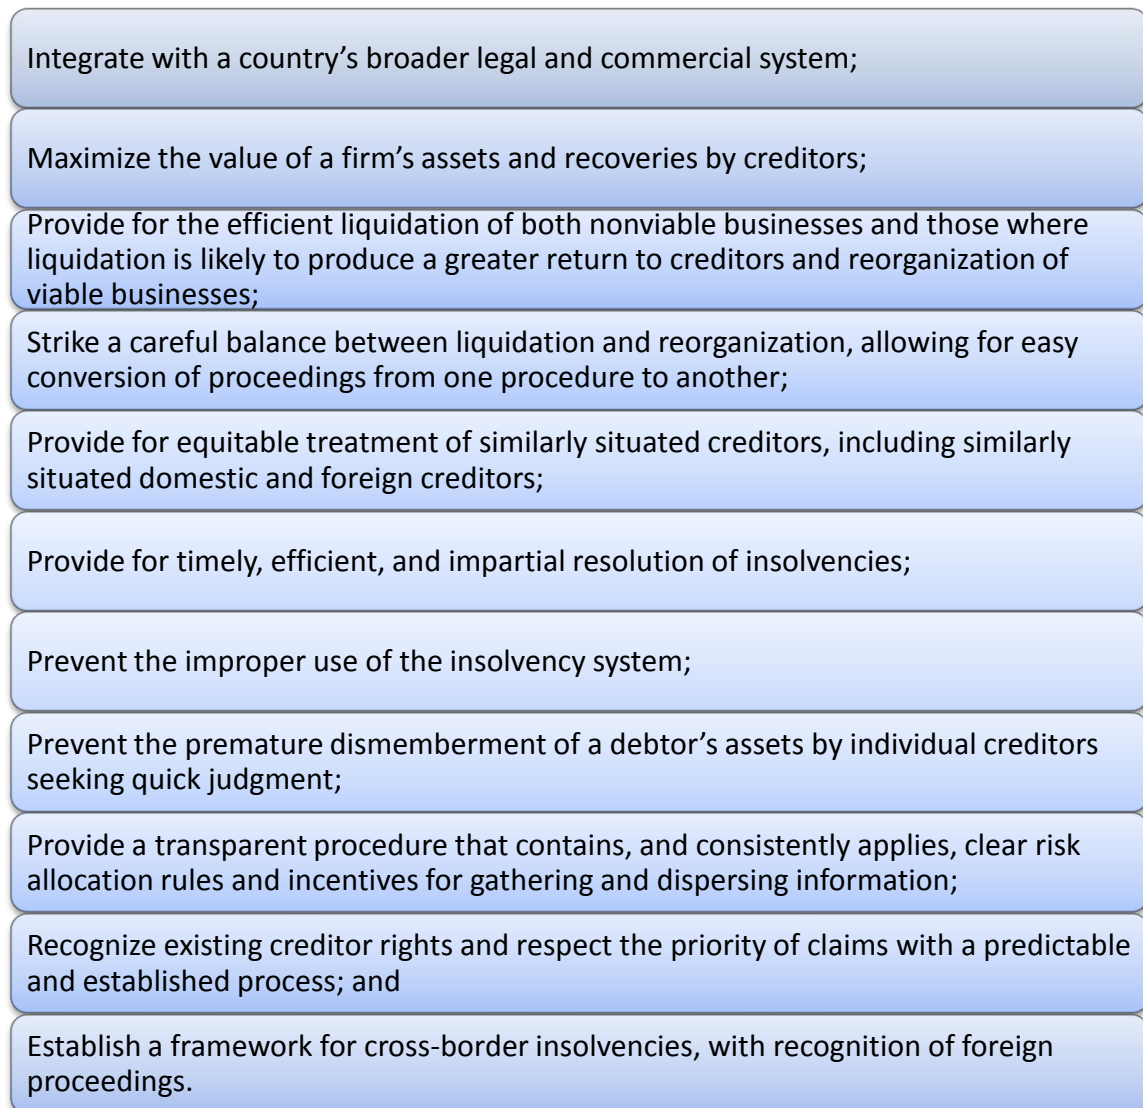 Integrate with a country’s broader legal and commercial system;
Maximize the value of a firm’s assets and recoveries by creditors;
Provide for the efficient liquidation of both nonviable businesses and those where
liquidation is likely to produce a greater return to creditors and reorganization of
viable businesses;
Strike a careful balance between liquidation and reorganization, allowing for easy
conversion of proceedings from one procedure to another;
Provide for equitable treatment of similarly situated creditors, including similarly
situated domestic and foreign creditors;
Provide for timely, efficient, and impartial resolution of insolvencies;
Prevent the improper use of the insolvency system;
Prevent the premature dismemberment of a debtor’s assets by individual creditors
seeking quick judgment;
Provide a transparent procedure that contains, and consistently applies, clear risk
allocation rules and incentives for gathering and dispersing information;
Recognize existing creditor rights and respect the priority of claims with a predictable
and established process; and
Establish a framework for cross-border insolvencies, with recognition of foreign
proceedings.